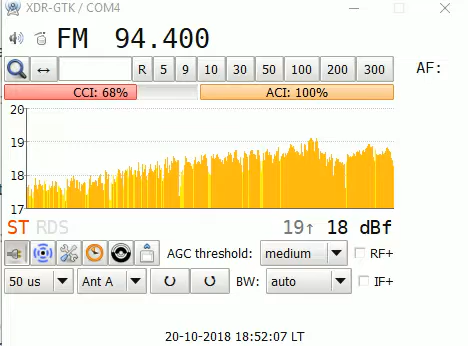 XDR-GTK / COM4
FM 94.400
R 5 9 10 30 50 100 200 300 AF:
CCI: 68% ACI: 100%
20
19
18
17
ST RDS 19↑ 18 dBf
AGC threshold: medium RF+
50 us Ant A BW: auto IF+
20-10-2018 18:52:07 LT